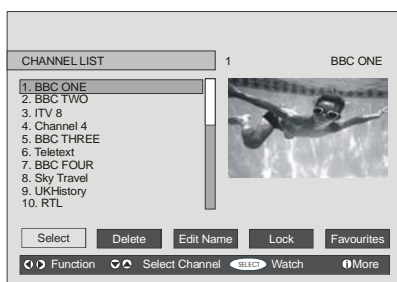 CHANNEL LIST
1 BBC ONE
1. BBC ONE
2. BBC TWO
3. ITV 8
4. Channel 4
5. BBC THREE
6. Teletext
7. BBC FOUR
8. Sky Travel
9. UKHistory
10. RTL
Select Delete Edit Name Lock Favourites
Function Select Channel SELECT Watch i More